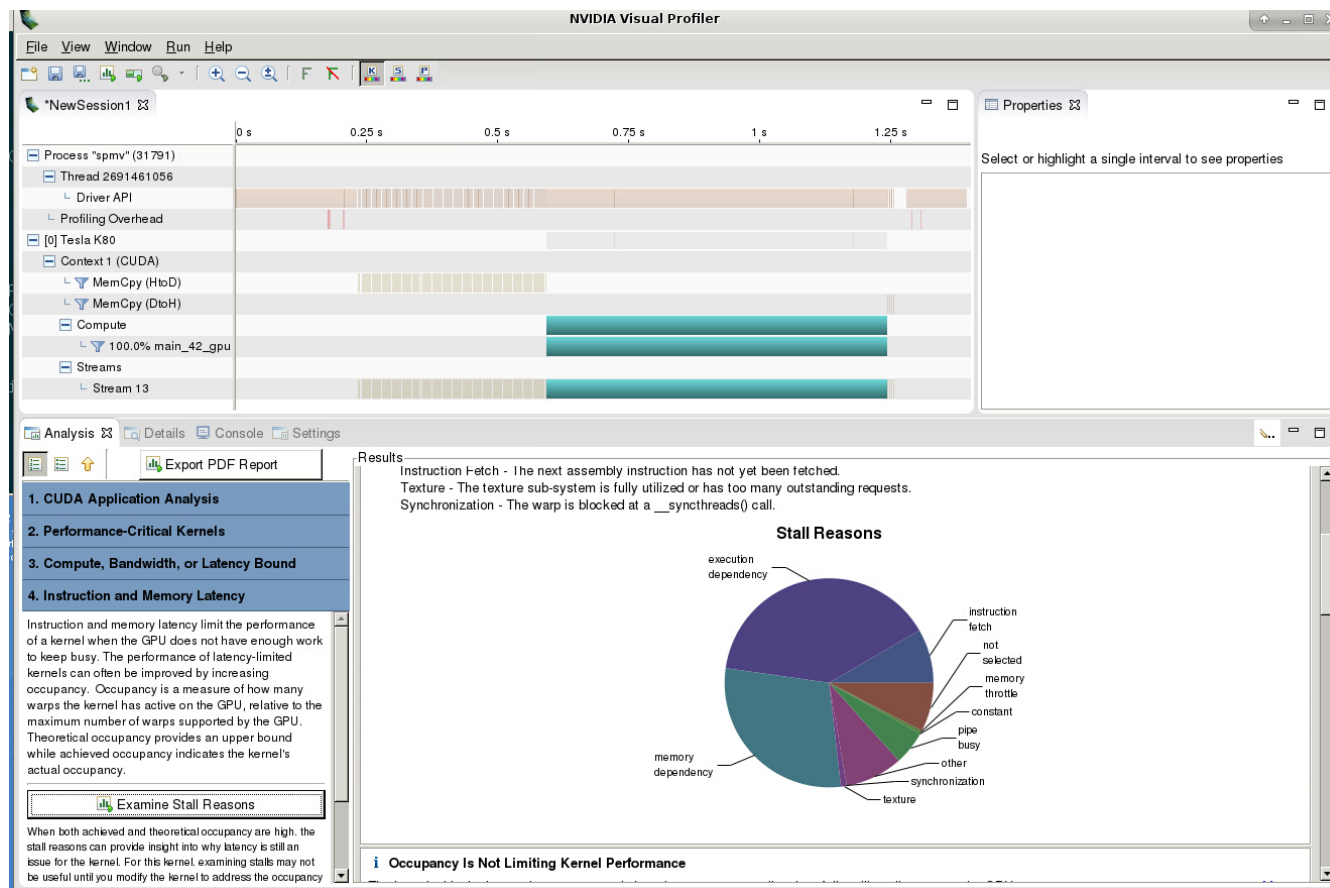 NVIDIA Visual Profiler
File View Window Run Help
*NewSession1
Properties
0 s 0.25 s 0.5 s 0.75 s 1 s 1.25 s
Process "spmv" (31791)
Thread 2691461056
Driver API
Profiling Overhead
[0] Tesla K80
Context 1 (CUDA)
MemCpy (HtoD)
MemCpy (DtoH)
Compute
100.0% main_42_gpu
Streams
Stream 13
Select or highlight a single interval to see properties
Analysis Details Console Settings
Export PDF Report
1. CUDA Application Analysis
2. Performance-Critical Kernels
3. Compute, Bandwidth, or Latency Bound
4. Instruction and Memory Latency
Instruction and memory latency limit the performance
of a kernel when the GPU does not have enough work
to keep busy. The performance of latency-limited
kernels can often be improved by increasing
occupancy. Occupancy is a measure of how many
warps the kernel has active on the GPU, relative to the
maximum number of warps supported by the GPU.
Theoretical occupancy provides an upper bound
while achieved occupancy indicates the kernel's
actual occupancy.
Examine Stall Reasons
When both achieved and theoretical occupancy are high, the
stall reasons can provide insight into why latency is still an
issue for the kernel. For this kernel, examining stalls may not
be useful until you modify the kernel to address the occupancy
Results
Instruction Fetch - The next assembly instruction has not yet been fetched.
Texture - The texture sub-system is fully utilized or has too many outstanding requests.
Synchronization - The warp is blocked at a __syncthreads() call.
Stall Reasons
execution
dependency
instruction
fetch
not
selected
memory
throttle
constant
pipe
busy
other
synchronization
texture
memory
dependency
i Occupancy Is Not Limiting Kernel Performance